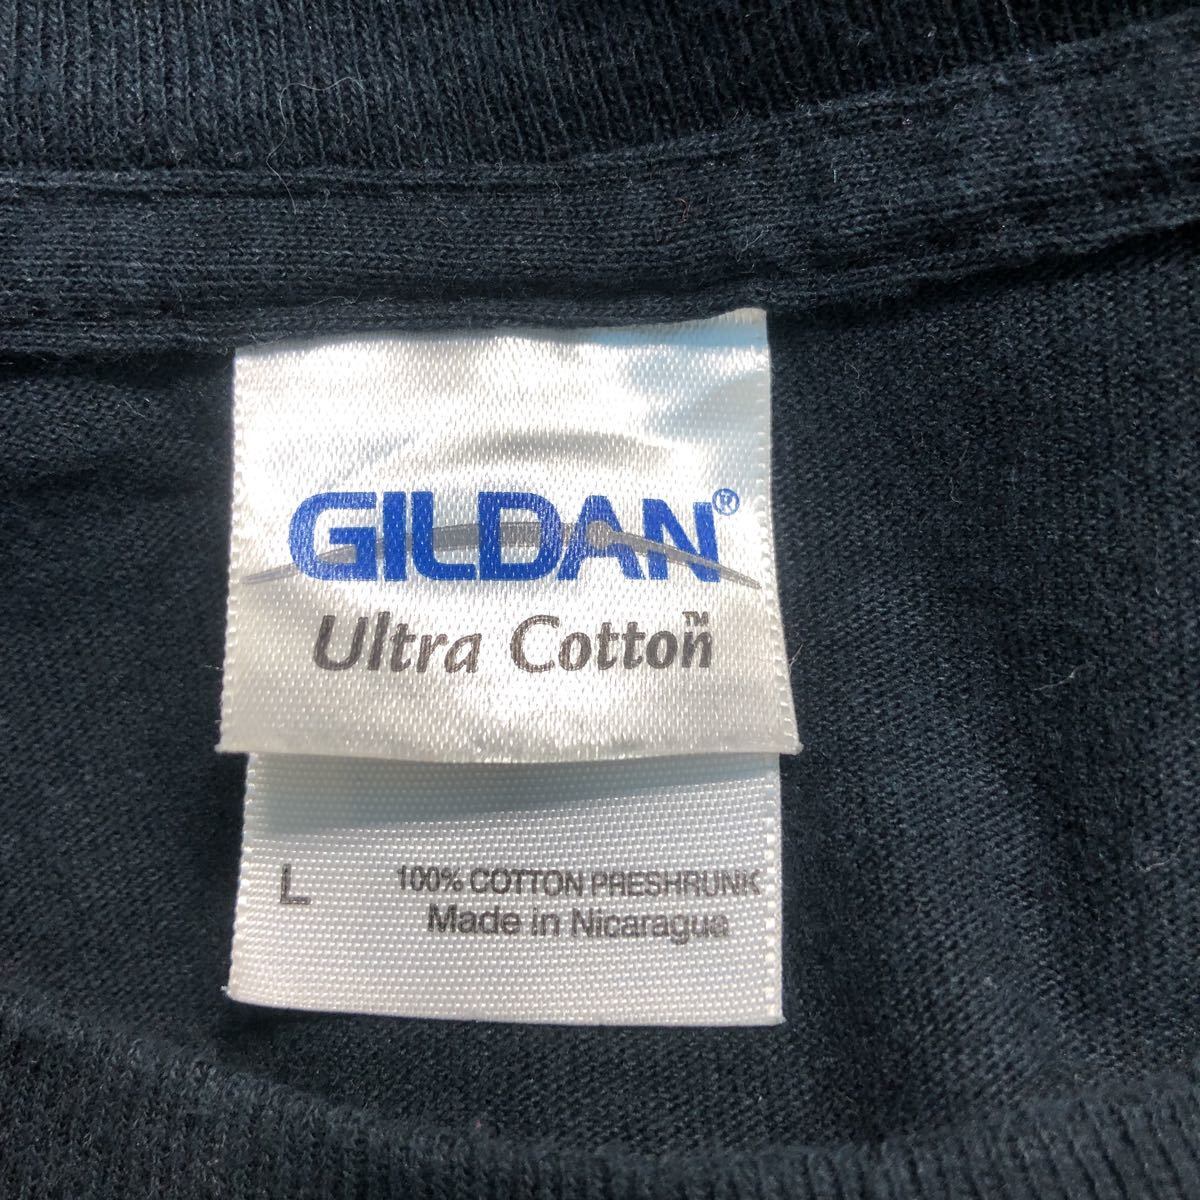 GILDAN®
Ultra Cotton™
L 100% COTTON PRESHRUNK
Made in Nicaragua